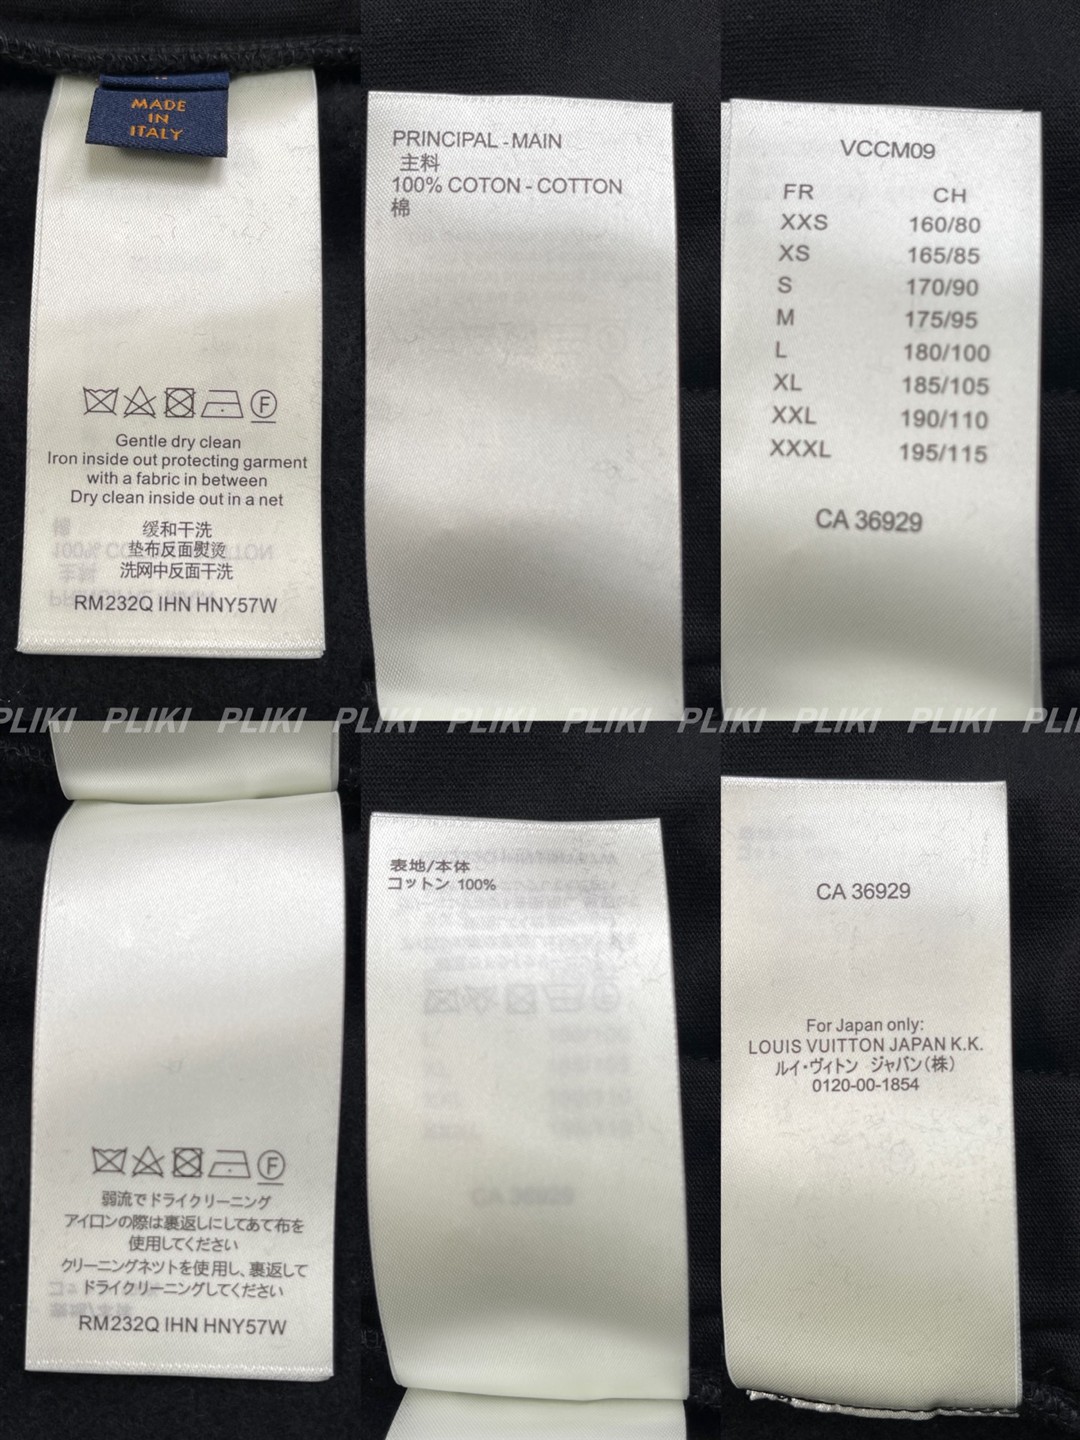 MADE
IN
ITALY
Gentle dry clean
Iron inside out protecting garment
with a fabric in between
Dry clean inside out in a net
缓和干洗
垫布反面熨烫
洗网中反面干洗
RM232Q IHN HNY57W
PRINCIPAL - MAIN
主料
100% COTON - COTTON
棉
VCCM09
FR CH
XXS 160/80
XS 165/85
S 170/90
M 175/95
L 180/100
XL 185/105
XXL 190/110
XXXL 195/115
CA 36929
PLIKI PLIKI PLIKI PLIKI PLIKI PLIKI PLIKI PLIKI PLIKI
F
弱流でドライクリーニング
アイロンの際は裏返しにしてあて布を
使用してください
クリーニングネットを使用し、裏返して
ドライクリーニングしてください
RM232Q IHN HNY57W
表地/本体
コットン 100%
CA 36929
For Japan only:
LOUIS VUITTON JAPAN K.K.
ルイ・ヴィトン ジャパン(株)
0120-00-1854